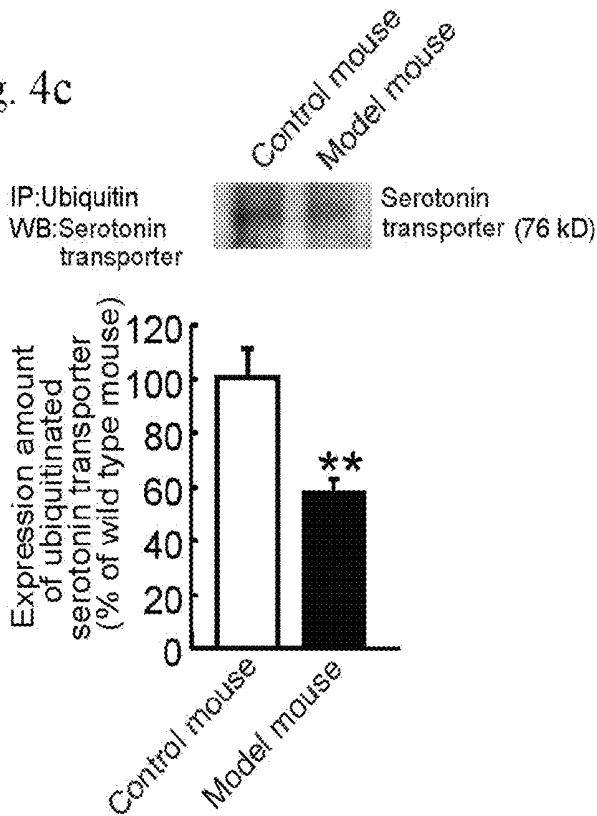 g. 4c
Control mouse
Model mouse
IP:Ubiquitin
WB:Serotonin
transporter
Serotonin
transporter (76 kD)
Expression amount
of ubiquitinated
serotonin transporter
(% of wild type mouse)
120
100
80
60
40
20
0
**
Control mouse
Model mouse